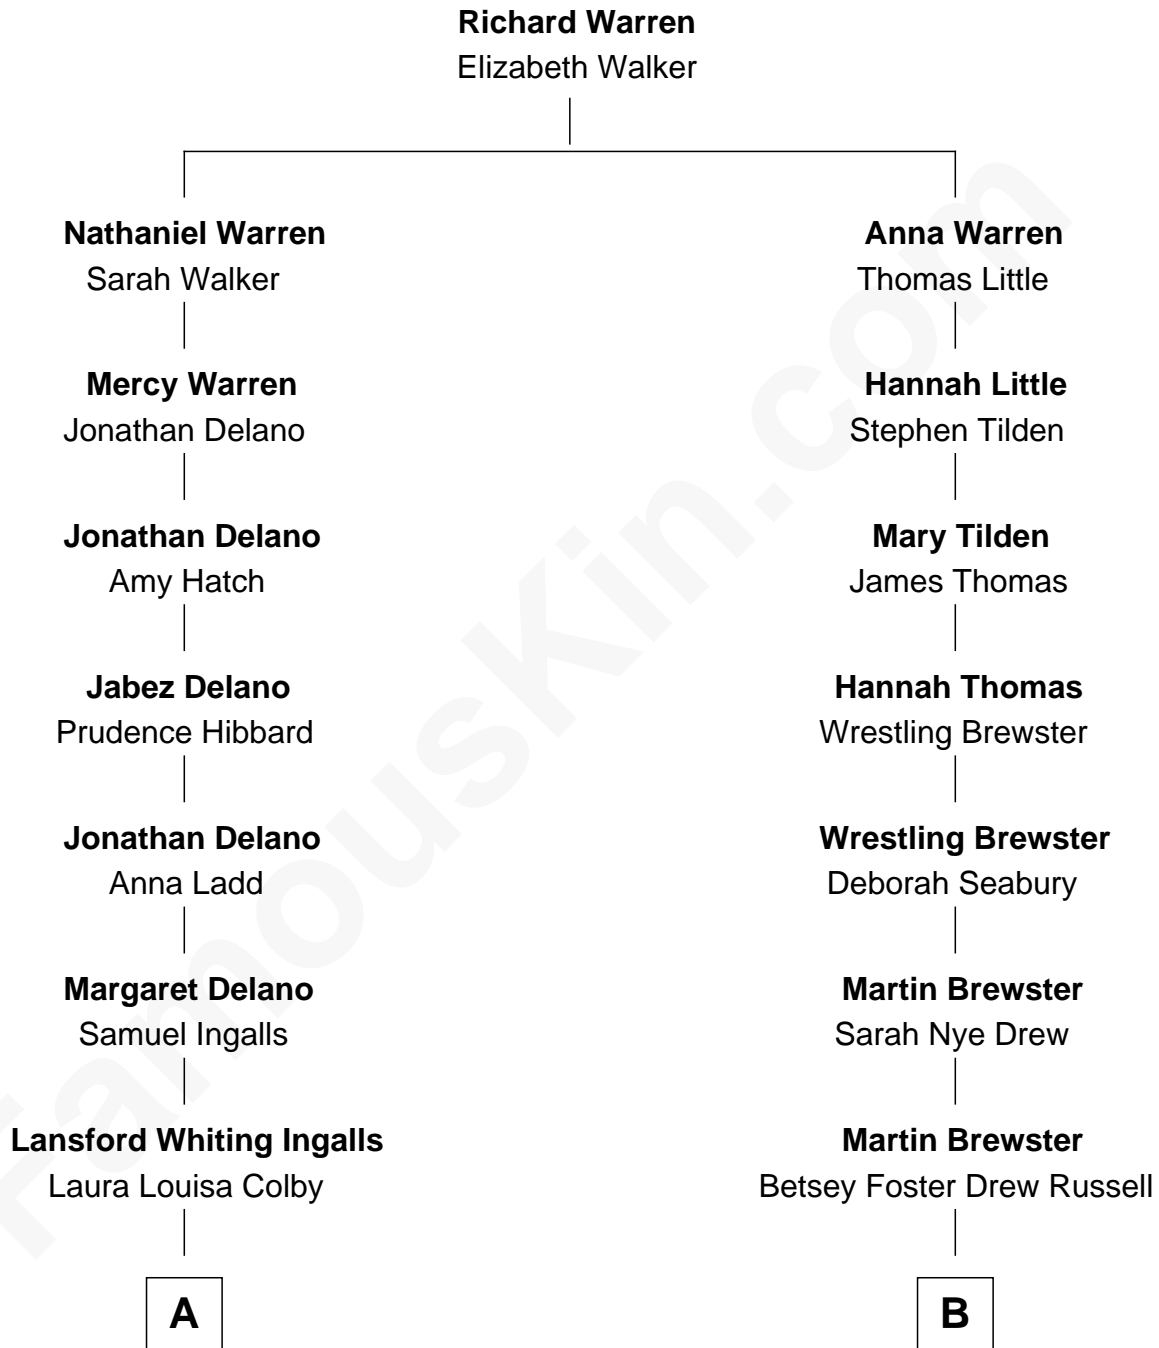 Richard Warren
Elizabeth Walker
Nathaniel Warren
Sarah Walker
Mercy Warren
Jonathan Delano
Jonathan Delano
Amy Hatch
Jabez Delano
Prudence Hibbard
Jonathan Delano
Anna Ladd
Margaret Delano
Samuel Ingalls
Lansford Whiting Ingalls
Laura Louisa Colby
A
Anna Warren
Thomas Little
Hannah Little
Stephen Tilden
Mary Tilden
James Thomas
Hannah Thomas
Wrestling Brewster
Wrestling Brewster
Deborah Seabury
Martin Brewster
Sarah Nye Drew
Martin Brewster
Betsey Foster Drew Russell
B
FamousKin.com